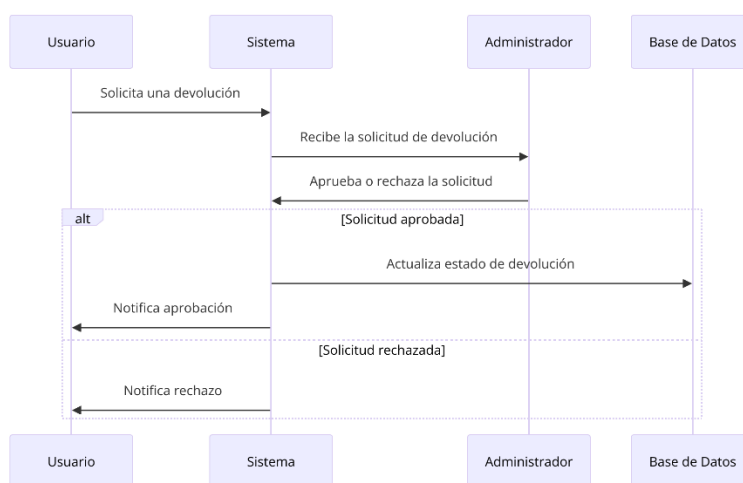 Usuario
Sistema
Administrador
Base de Datos
Solicita una devolución
Recibe la solicitud de devolución
Aprueba o rechaza la solicitud
alt
[Solicitud aprobada]
Actualiza estado de devolución
Notifica aprobación
[Solicitud rechazada]
Notifica rechazo
Usuario
Sistema
Administrador
Base de Datos